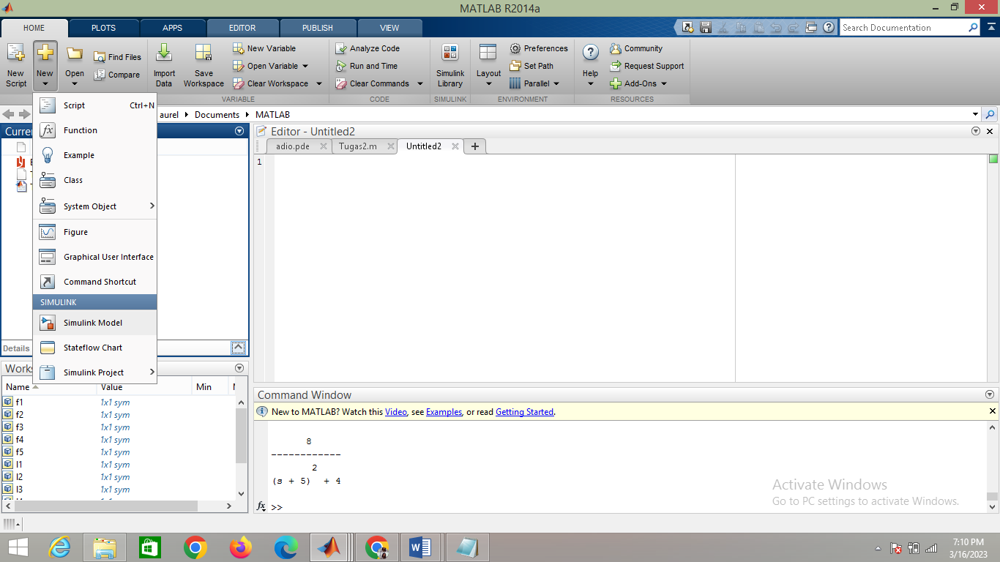 MATLAB R2014a
HOME PLOTS APPS EDITOR PUBLISH VIEW
Search Documentation
New Script
New
Open
Find Files
Compare
Import Data
Save Workspace
New Variable
Open Variable
Clear Workspace
Analyze Code
Run and Time
Clear Commands
Simulink Library
Layout
Preferences
Set Path
Parallel
Help
Community
Request Support
Add-Ons
VARIABLE CODE SIMULINK ENVIRONMENT RESOURCES
Script Ctrl+N
Function
Example
Class
System Object
Figure
Graphical User Interface
Command Shortcut
SIMULINK
Simulink Model
Stateflow Chart
Simulink Project
aurel Documents MATLAB
Details
Name Value Min
f1 1x1 sym
f2 1x1 sym
f3 1x1 sym
f4 1x1 sym
f5 1x1 sym
l1 1x1 sym
l2 1x1 sym
l3 1x1 sym
Editor - Untitled2
adio.pde Tugas2.m Untitled2
1
Command Window
New to MATLAB? Watch this Video, see Examples, or read Getting Started.
8
------------
2
(s + 5) + 4
fx >>
Activate Windows
Go to PC settings to activate Windows.
7:10 PM
3/16/2023